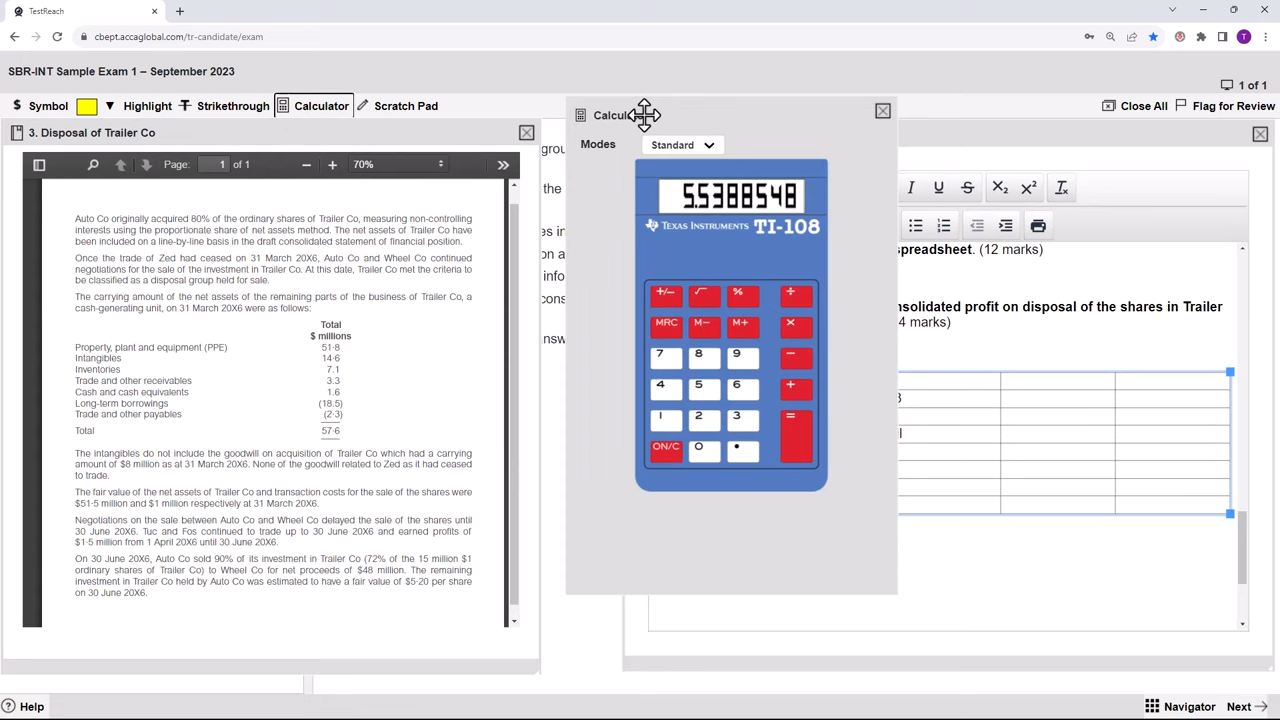 TestReach
cbept.accaglobal.com/tr-candidate/exam
T
SBR-INT Sample Exam 1 – September 2023
1 of 1
$ Symbol Highlight T Strikethrough Calculator Scratch Pad
Close All Flag for Review
3. Disposal of Trailer Co
Page: 1 of 1 70%
Auto Co originally acquired 80% of the ordinary shares of Trailer Co, measuring non-controlling
interests using the proportionate share of net assets method. The net assets of Trailer Co have
been included on a line-by-line basis in the draft consolidated statement of financial position.
Once the trade of Zed had ceased on 31 March 20X6, Auto Co and Wheel Co continued
negotiations for the sale of the investment in Trailer Co. At this date, Trailer Co met the criteria to
be classified as a disposal group held for sale.
The carrying amount of the net assets of the remaining parts of the business of Trailer Co, a
cash-generating unit, on 31 March 20X6 were as follows:
Total
$ millions
Property, plant and equipment (PPE) 51·8
Intangibles 14·6
Inventories 7.1
Trade and other receivables 3.3
Cash and cash equivalents 1.6
Long-term borrowings (18.5)
Trade and other payables (2·3)
Total 57·6
The intangibles do not include the goodwill on acquisition of Trailer Co which had a carrying
amount of $8 million as at 31 March 20X6. None of the goodwill related to Zed as it had ceased
to trade.
The fair value of the net assets of Trailer Co and transaction costs for the sale of the shares were
$51·5 million and $1 million respectively at 31 March 20X6.
Negotiations on the sale between Auto Co and Wheel Co delayed the sale of the shares until
30 June 20X6. Tuc and Fos continued to trade up to 30 June 20X6 and earned profits of
$1·5 million from 1 April 20X6 until 30 June 20X6.
On 30 June 20X6, Auto Co sold 90% of its investment in Trailer Co (72% of the 15 million $1
ordinary shares of Trailer Co) to Wheel Co for net proceeds of $48 million. The remaining
investment in Trailer Co held by Auto Co was estimated to have a fair value of $5·20 per share
on 30 June 20X6.
grou
the
es in
on a
info
cons
nsw
Calcu
Modes Standard
5.5388548
TEXAS INSTRUMENTS TI-108
+/− √ % ÷
MRC M− M+ ×
7 8 9 −
4 5 6 +
1 2 3 =
ON/C 0 •
I U S X₂ X² Tx
preadsheet. (12 marks)
nsolidated profit on disposal of the shares in Trailer
4 marks)
Help
Navigator Next